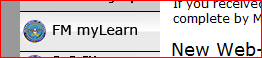 If you received
complete by M
FM myLearn
New Web-